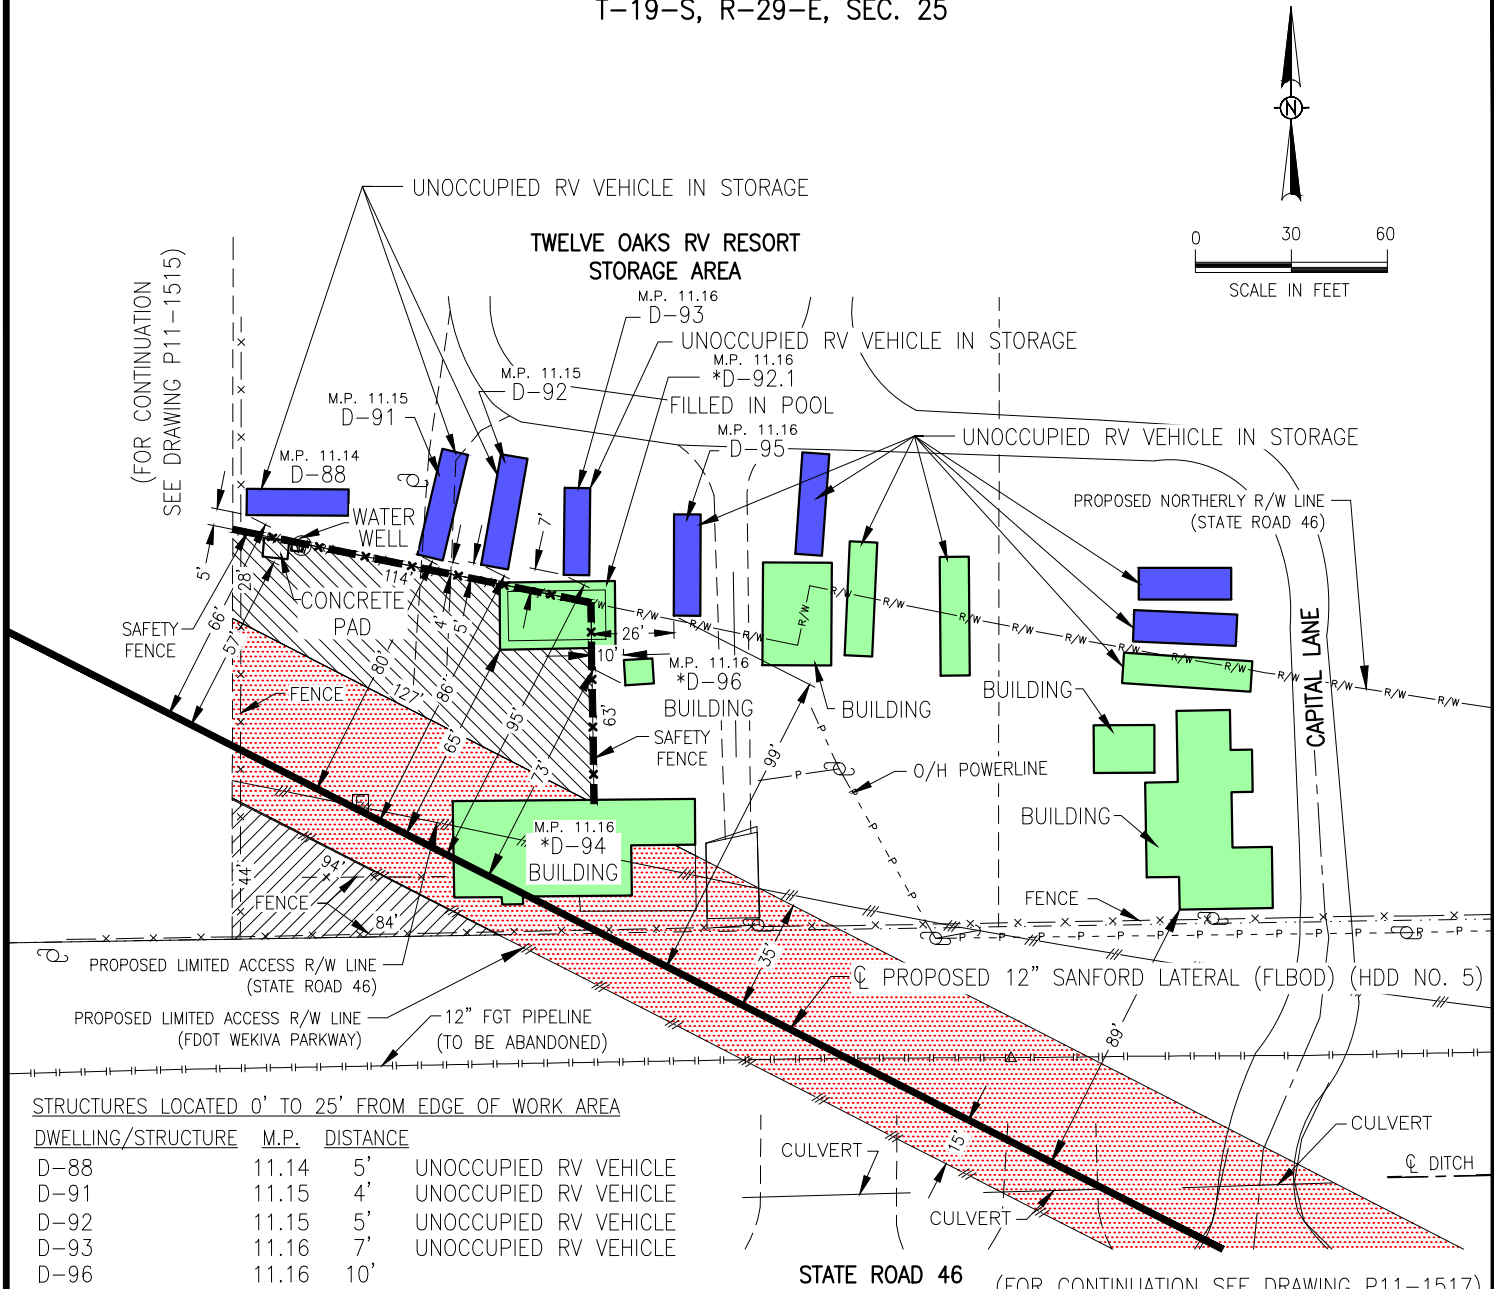 T-19-S, R-29-E, SEC. 25
N
0 30 60
SCALE IN FEET
UNOCCUPIED RV VEHICLE IN STORAGE
TWELVE OAKS RV RESORT
STORAGE AREA
(FOR CONTINUATION
SEE DRAWING P11-1515)
M.P. 11.16
D-93
UNOCCUPIED RV VEHICLE IN STORAGE
M.P. 11.16
*D-92.1
FILLED IN POOL
M.P. 11.15
D-92
M.P. 11.15
D-91
M.P. 11.16
D-95
UNOCCUPIED RV VEHICLE IN STORAGE
M.P. 11.14
D-88
PROPOSED NORTHERLY R/W LINE
(STATE ROAD 46)
WATER
WELL
7'
5'
28'
114'
CONCRETE
PAD
4'
5'
66'
57'
SAFETY
FENCE
R/W R/W R/W R/W R/W R/W R/W R/W R/W R/W R/W R/W R/W R/W R/W
26'
10'
M.P. 11.16
*D-96
BUILDING
80'
127'
86'
65'
95'
73'
63'
FENCE
SAFETY
FENCE
BUILDING
BUILDING
CAPITAL LANE
99'
O/H POWERLINE
P P P P P P
BUILDING
M.P. 11.16
*D-94
BUILDING
44'
94'
84'
FENCE
FENCE
P P P P P P P P P P
35'
PROPOSED LIMITED ACCESS R/W LINE
(STATE ROAD 46)
℄ PROPOSED 12" SANFORD LATERAL (FLBOD) (HDD NO. 5)
PROPOSED LIMITED ACCESS R/W LINE
(FDOT WEKIVA PARKWAY)
12" FGT PIPELINE
(TO BE ABANDONED)
89'
15'
CULVERT
CULVERT
CULVERT
℄ DITCH
STRUCTURES LOCATED 0' TO 25' FROM EDGE OF WORK AREA
DWELLING/STRUCTURE M.P. DISTANCE
D-88 11.14 5' UNOCCUPIED RV VEHICLE
D-91 11.15 4' UNOCCUPIED RV VEHICLE
D-92 11.15 5' UNOCCUPIED RV VEHICLE
D-93 11.16 7' UNOCCUPIED RV VEHICLE
D-96 11.16 10'
STATE ROAD 46
(FOR CONTINUATION SEE DRAWING P11-1517)